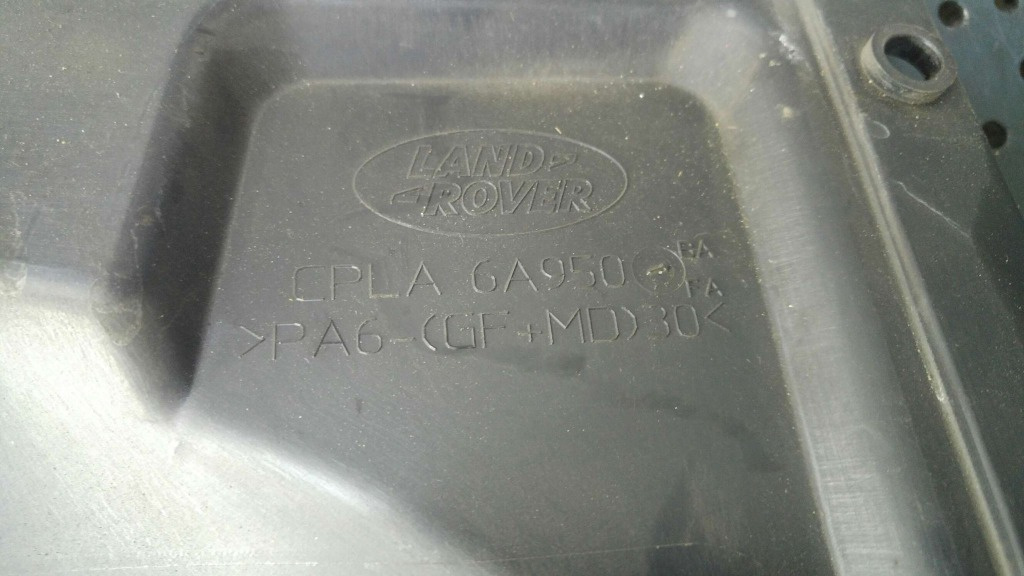 LAND
ROVER
CPLA 6A950
>PA6-(GF+MD)30<